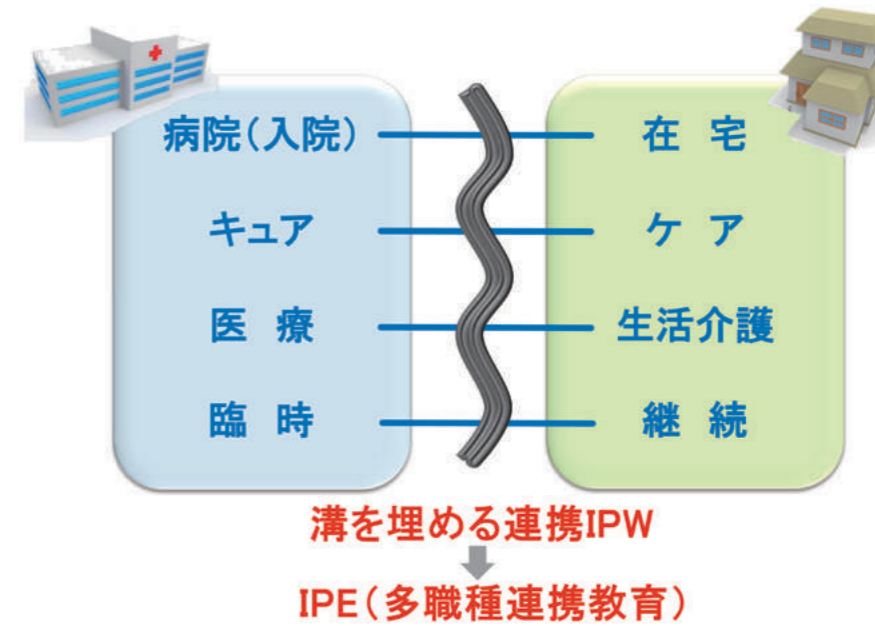 病院（入院）
在 宅
キュア
ケ ア
医 療
生活介護
臨 時
継 続
溝を埋める連携IPW
IPE（多職種連携教育）